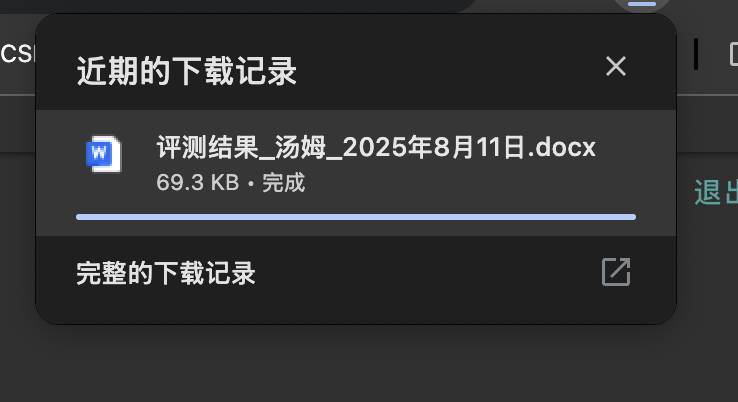 CSI
近期的下载记录
评测结果_汤姆_2025年8月11日.docx
69.3 KB • 完成
退出
完整的下载记录